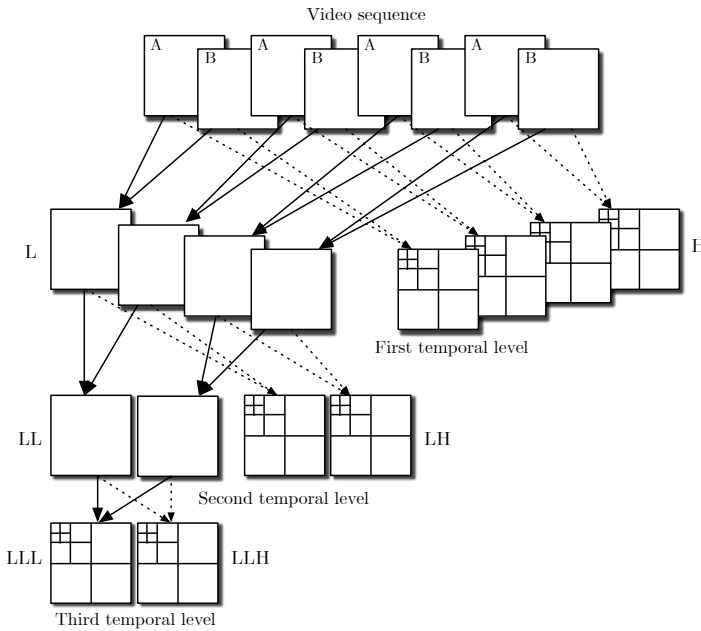 Video sequence
A
B
A
B
A
B
A
B
L
H
First temporal level
LL
LH
Second temporal level
LLL
LLH
Third temporal level